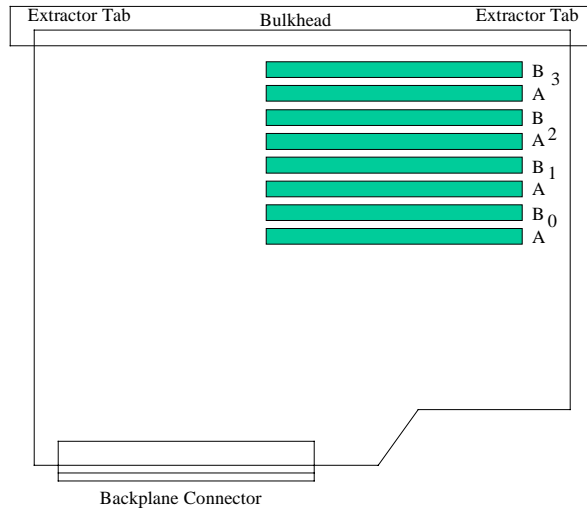 Extractor Tab Bulkhead Extractor Tab
B 3
A
B
A 2
B 1
A
B 0
A
Backplane Connector